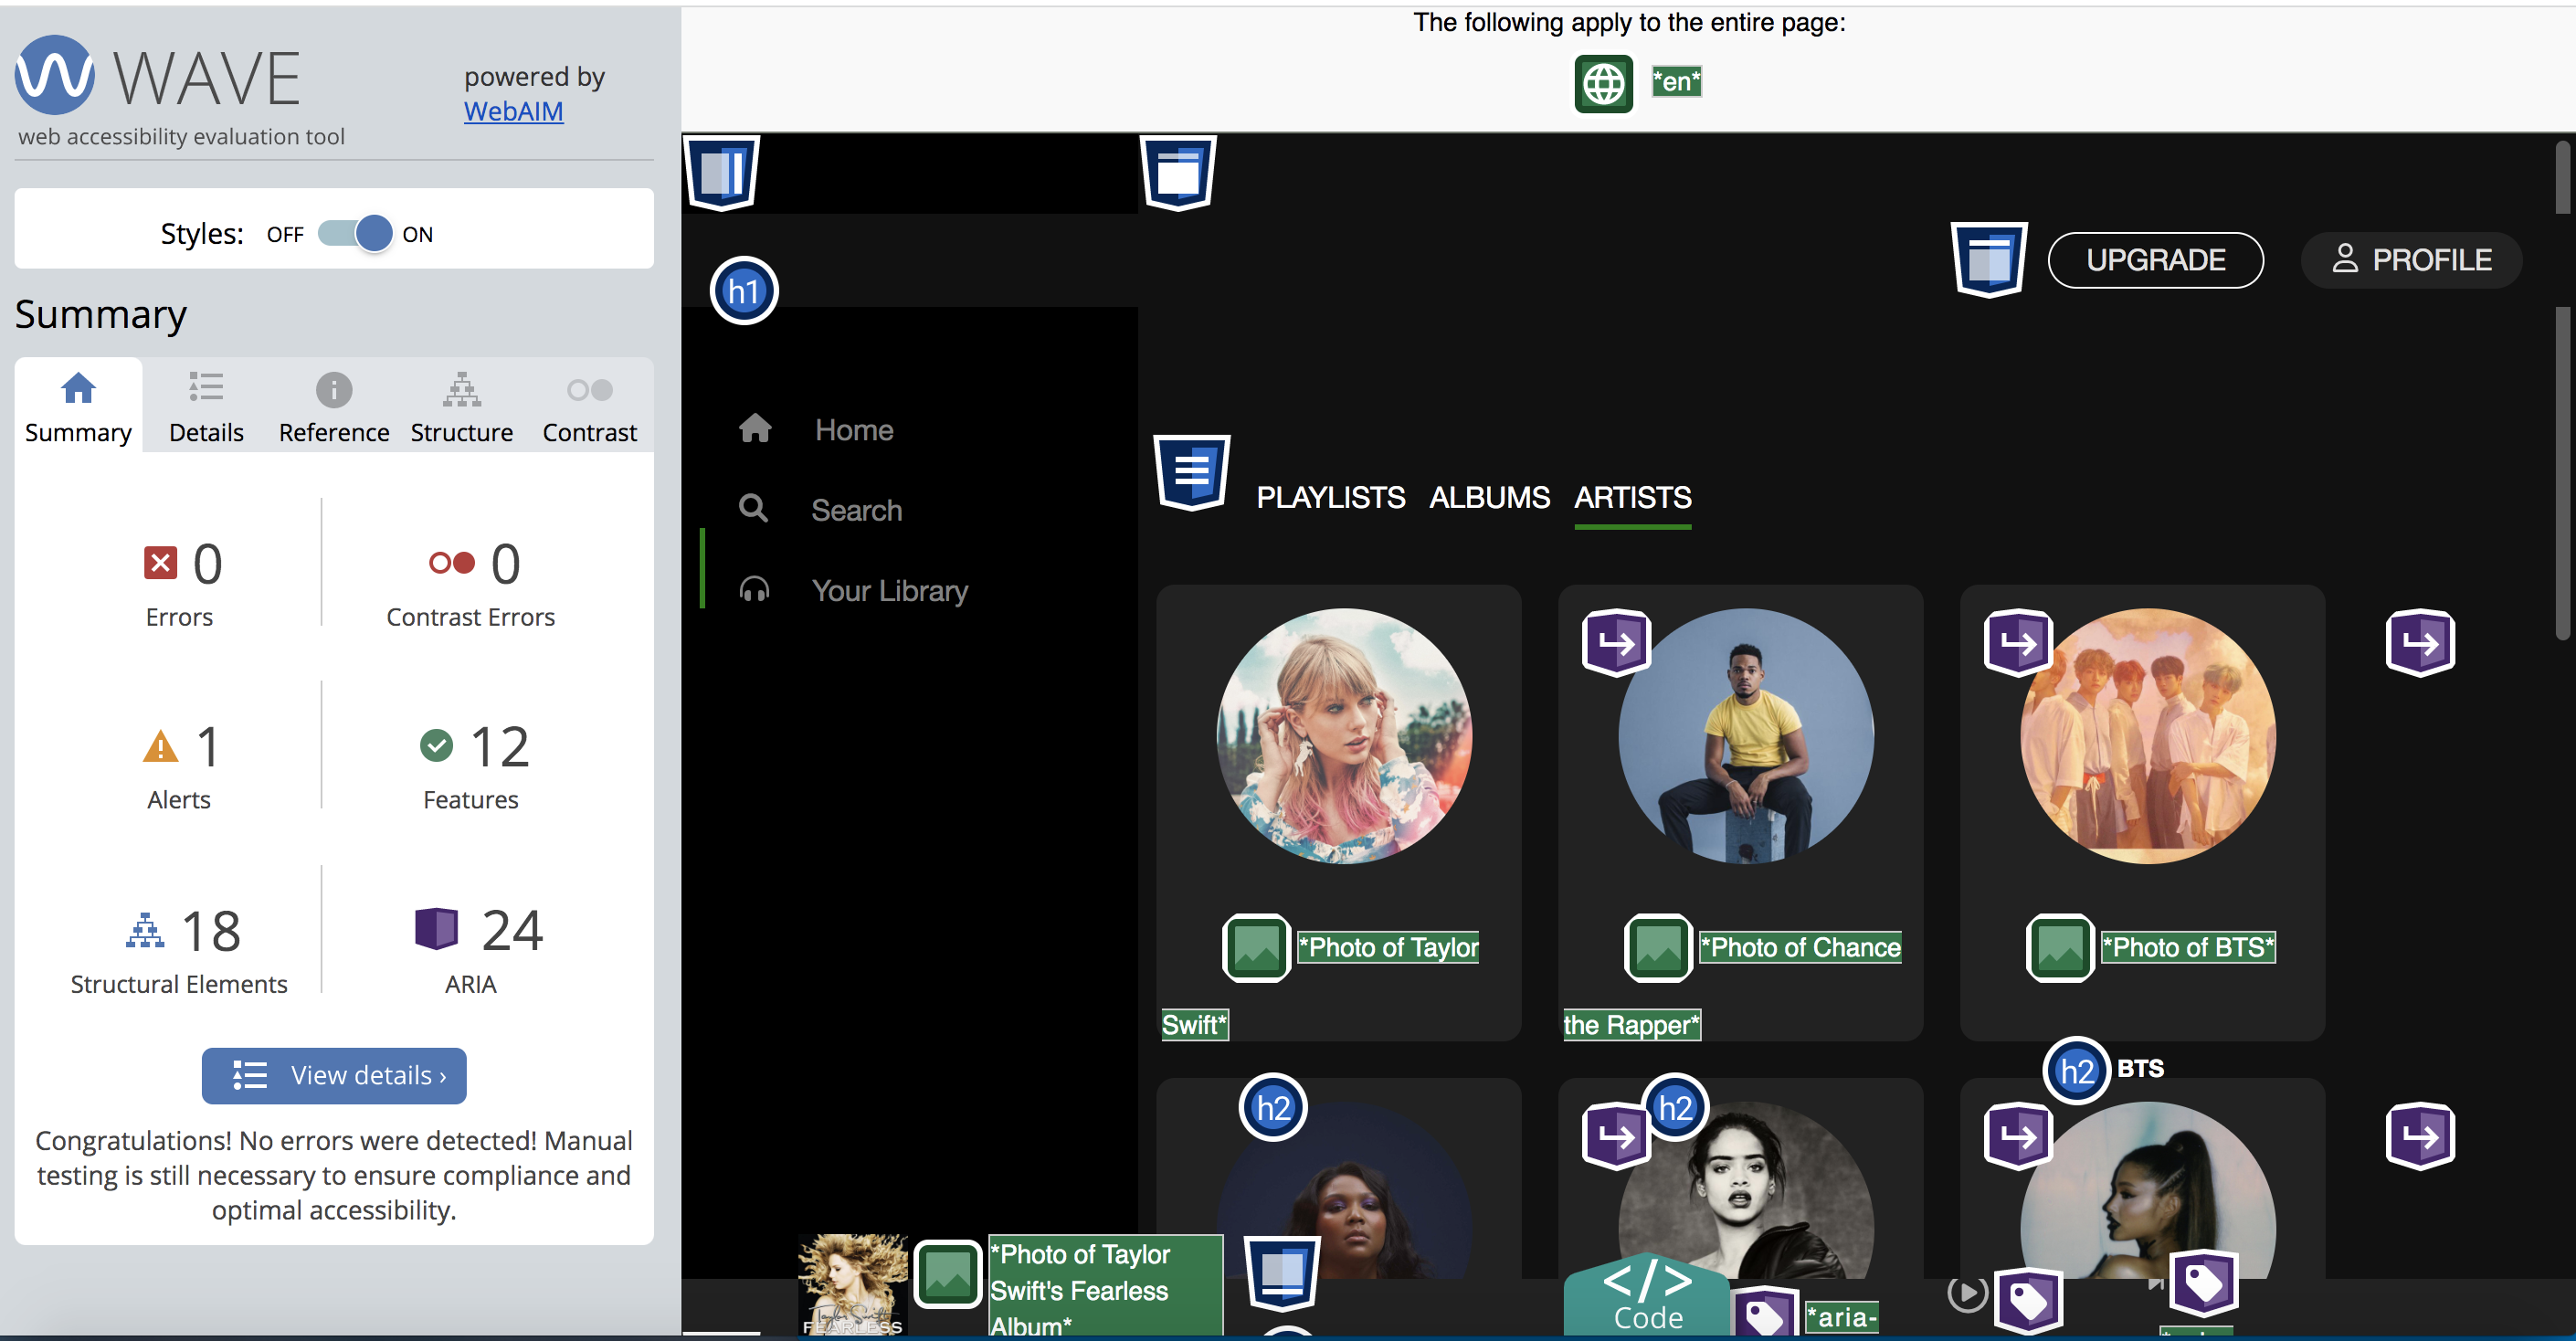 The following apply to the entire page:
*en*
WAVE
powered by
WebAIM
web accessibility evaluation tool
Styles: OFF ON
Summary
Summary Details Reference Structure Contrast
0
Errors
0
Contrast Errors
1
Alerts
12
Features
18
Structural Elements
24
ARIA
View details ›
Congratulations! No errors were detected! Manual
testing is still necessary to ensure compliance and
optimal accessibility.
h1
UPGRADE
PROFILE
Home
Search
Your Library
PLAYLISTS ALBUMS ARTISTS
*Photo of Taylor
Swift*
*Photo of Chance
the Rapper*
*Photo of BTS*
h2
h2
h2 BTS
Taylor Swift
FEARLESS
*Photo of Taylor
Swift's Fearless
Album*
</>
Code
*aria-